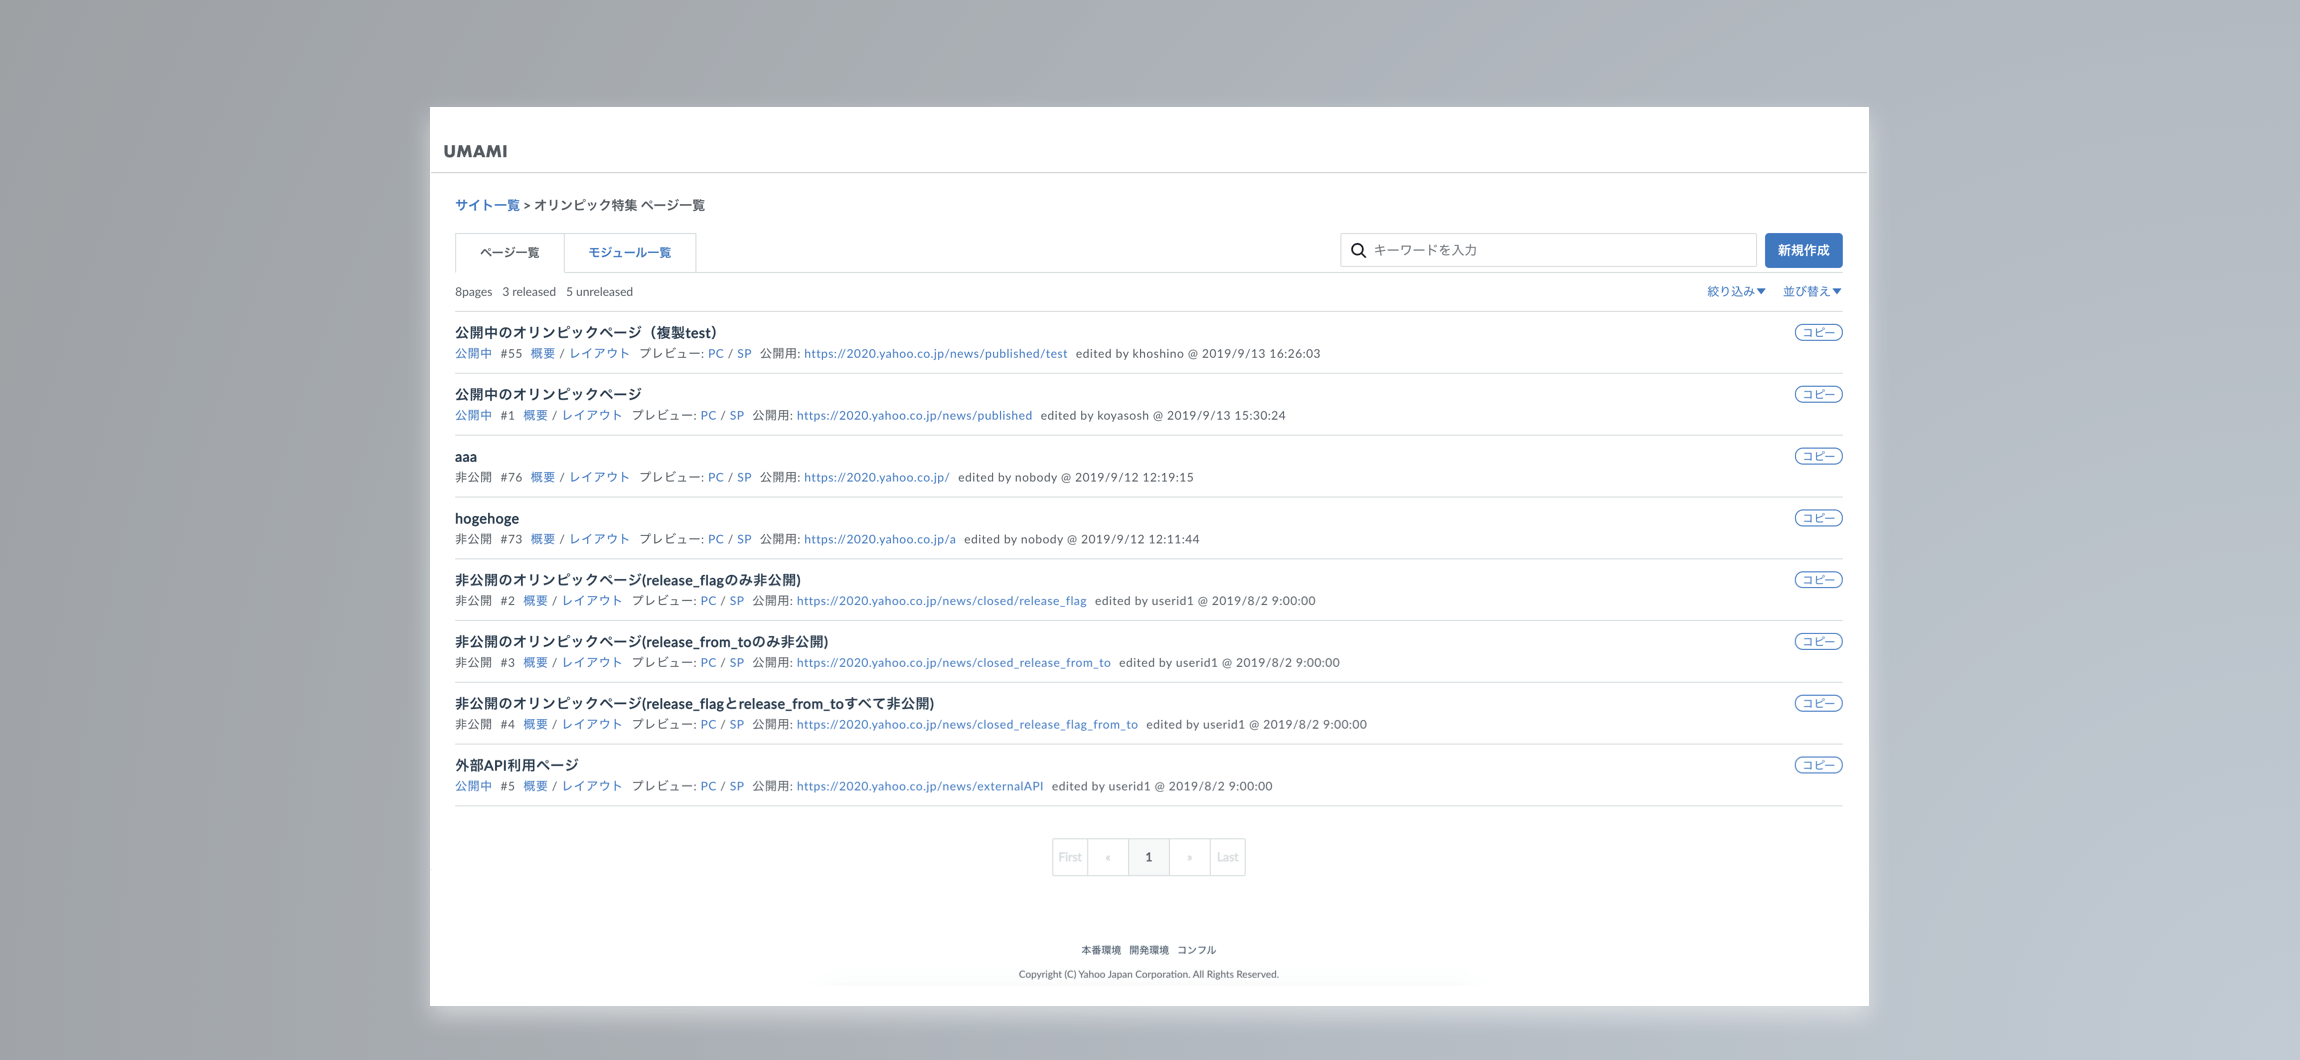 UMAMI
サイト一覧 > オリンピック特集 ページ一覧
ページ一覧 モジュール一覧 キーワードを入力 新規作成
8pages 3 released 5 unreleased 絞り込み▼ 並び替え▼
公開中のオリンピックページ（複製test） コピー
公開中 #55 概要 / レイアウト プレビュー: PC / SP 公開用: https://2020.yahoo.co.jp/news/published/test edited by khoshino @ 2019/9/13 16:26:03
公開中のオリンピックページ コピー
公開中 #1 概要 / レイアウト プレビュー: PC / SP 公開用: https://2020.yahoo.co.jp/news/published edited by koyasosh @ 2019/9/13 15:30:24
aaa コピー
非公開 #76 概要 / レイアウト プレビュー: PC / SP 公開用: https://2020.yahoo.co.jp/ edited by nobody @ 2019/9/12 12:19:15
hogehoge コピー
非公開 #73 概要 / レイアウト プレビュー: PC / SP 公開用: https://2020.yahoo.co.jp/a edited by nobody @ 2019/9/12 12:11:44
非公開のオリンピックページ(release_flagのみ非公開) コピー
非公開 #2 概要 / レイアウト プレビュー: PC / SP 公開用: https://2020.yahoo.co.jp/news/closed/release_flag edited by userid1 @ 2019/8/2 9:00:00
非公開のオリンピックページ(release_from_toのみ非公開) コピー
非公開 #3 概要 / レイアウト プレビュー: PC / SP 公開用: https://2020.yahoo.co.jp/news/closed_release_from_to edited by userid1 @ 2019/8/2 9:00:00
非公開のオリンピックページ(release_flagとrelease_from_toすべて非公開) コピー
非公開 #4 概要 / レイアウト プレビュー: PC / SP 公開用: https://2020.yahoo.co.jp/news/closed_release_flag_from_to edited by userid1 @ 2019/8/2 9:00:00
外部API利用ページ コピー
公開中 #5 概要 / レイアウト プレビュー: PC / SP 公開用: https://2020.yahoo.co.jp/news/externalAPI edited by userid1 @ 2019/8/2 9:00:00
First « 1 » Last
本番環境 開発環境 コンフル
Copyright (C) Yahoo Japan Corporation. All Rights Reserved.